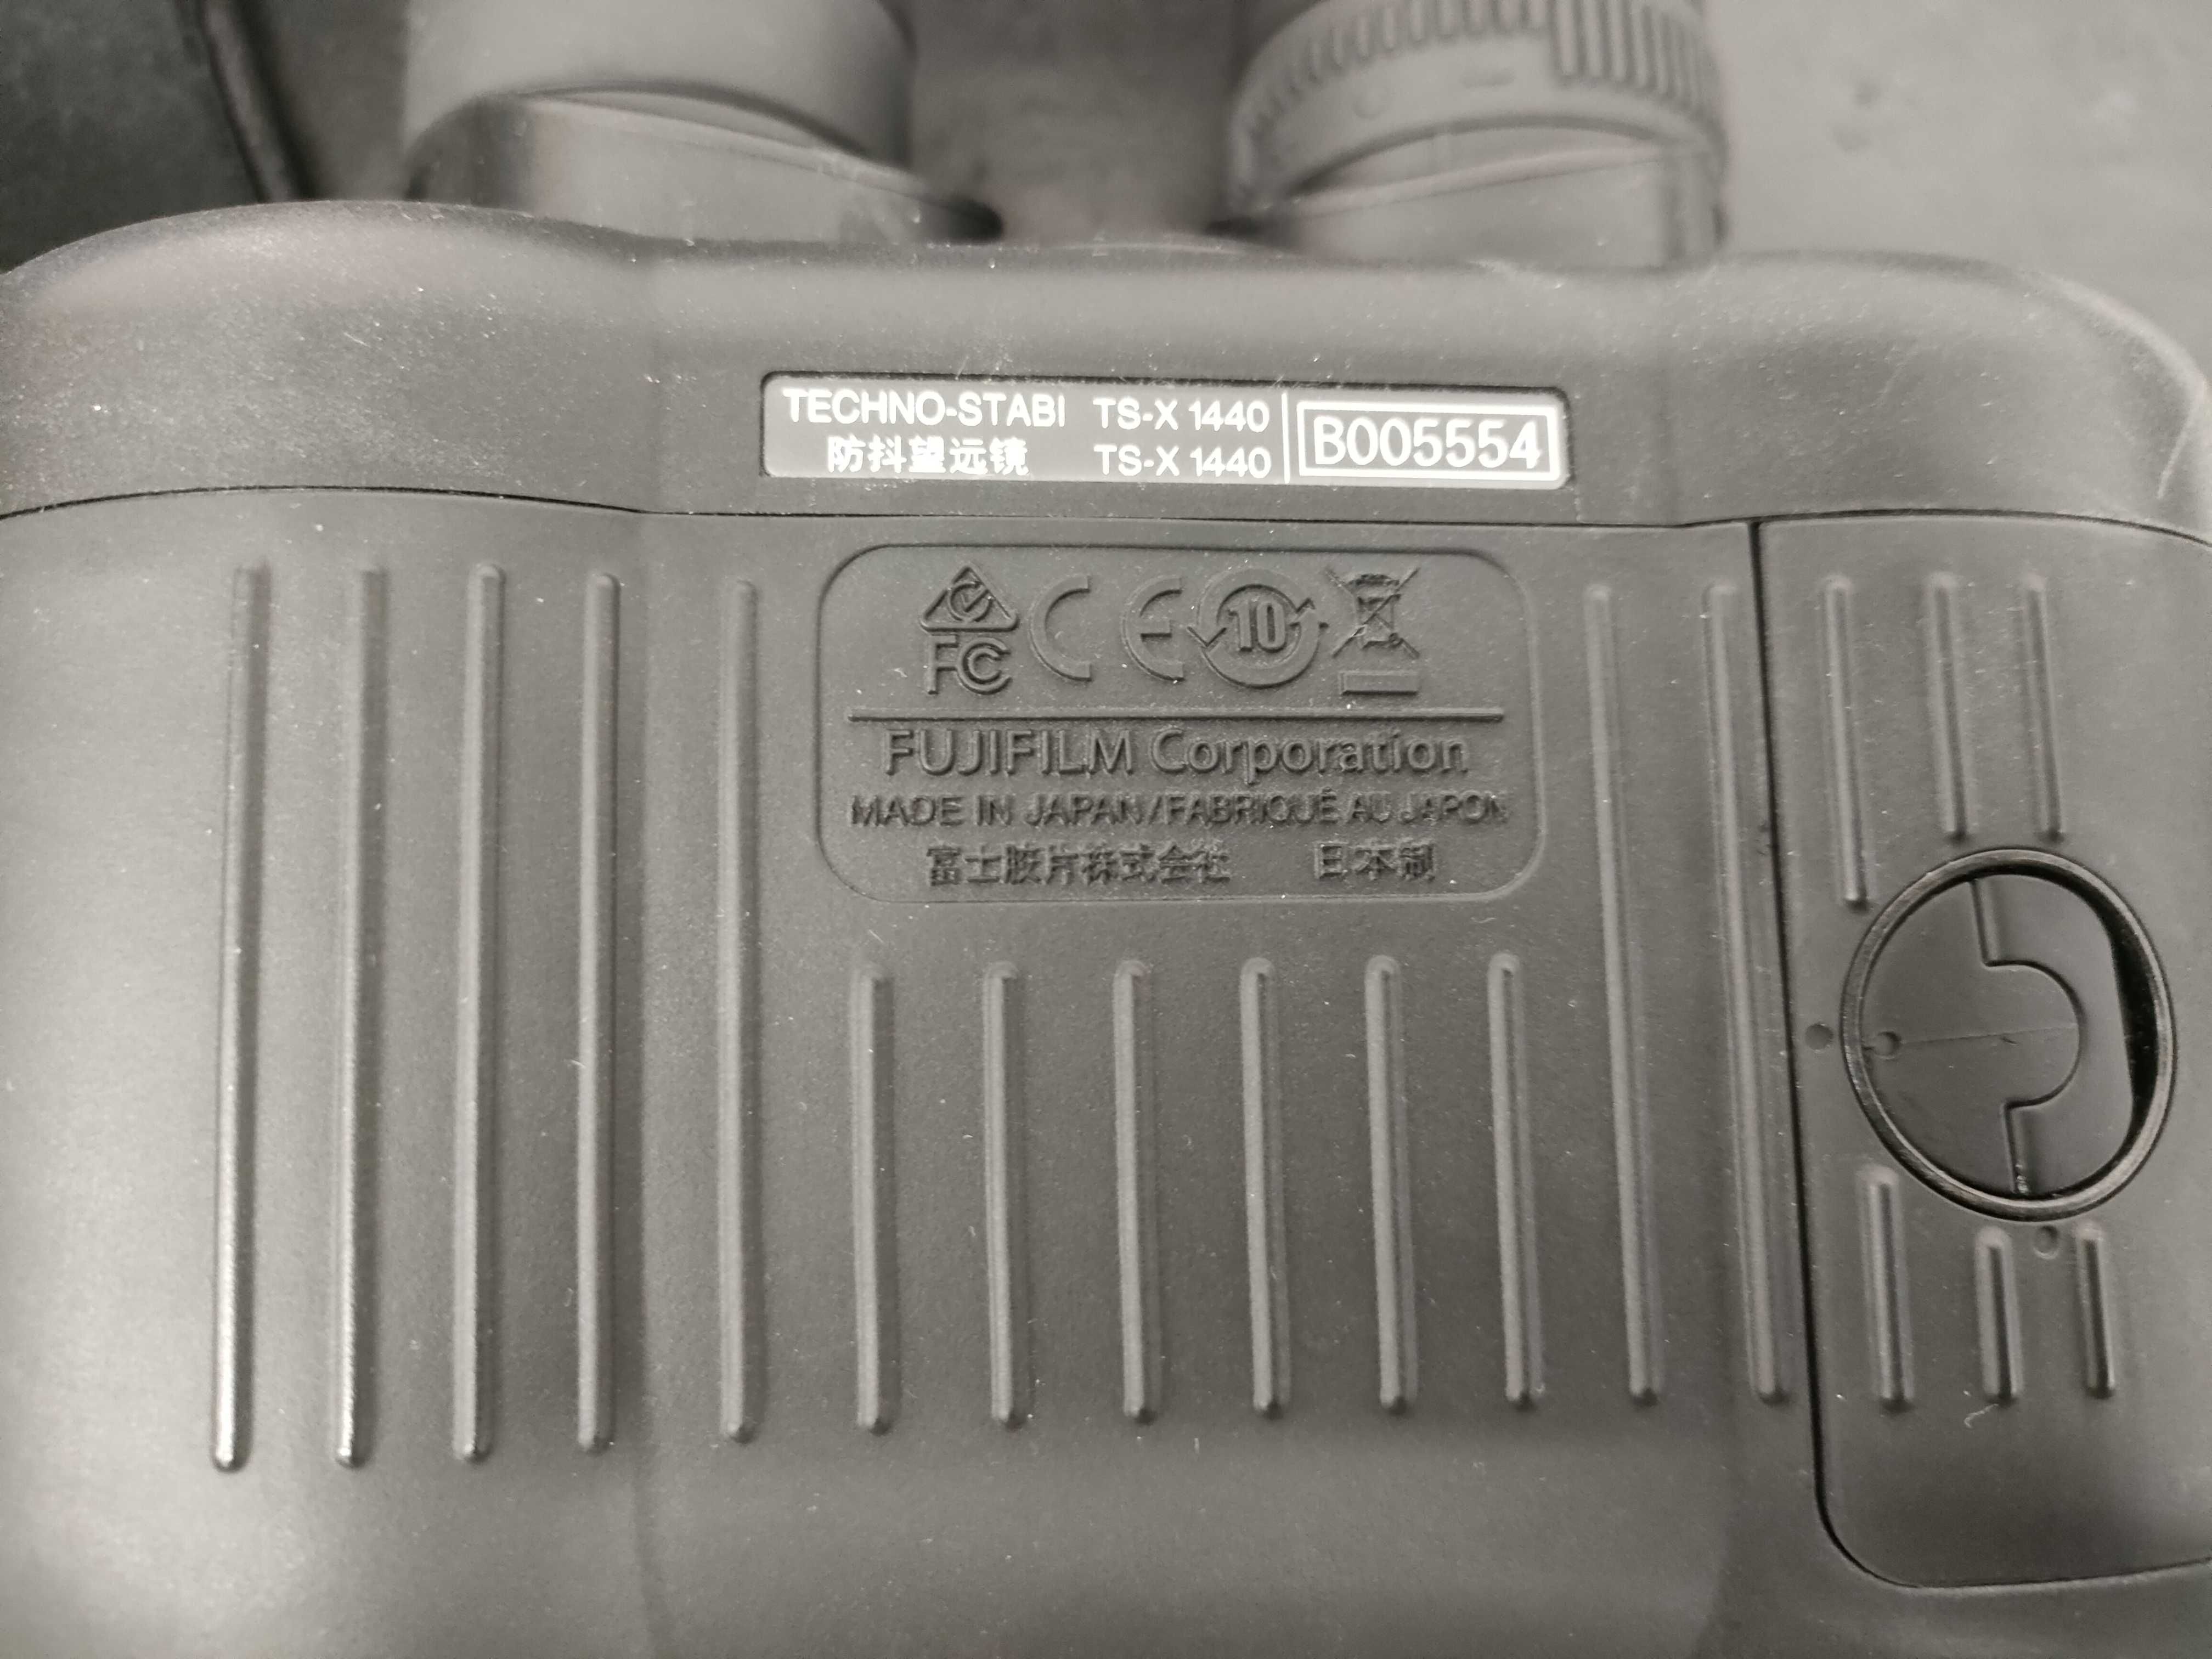 TECHNO-STABI TS-X 1440
防抖望远镜 TS-X 1440
B005554
FC CE 10
FUJIFILM Corporation
MADE IN JAPAN/FABRIQUÉ AU JAPON
富士胶片株式会社 日本制